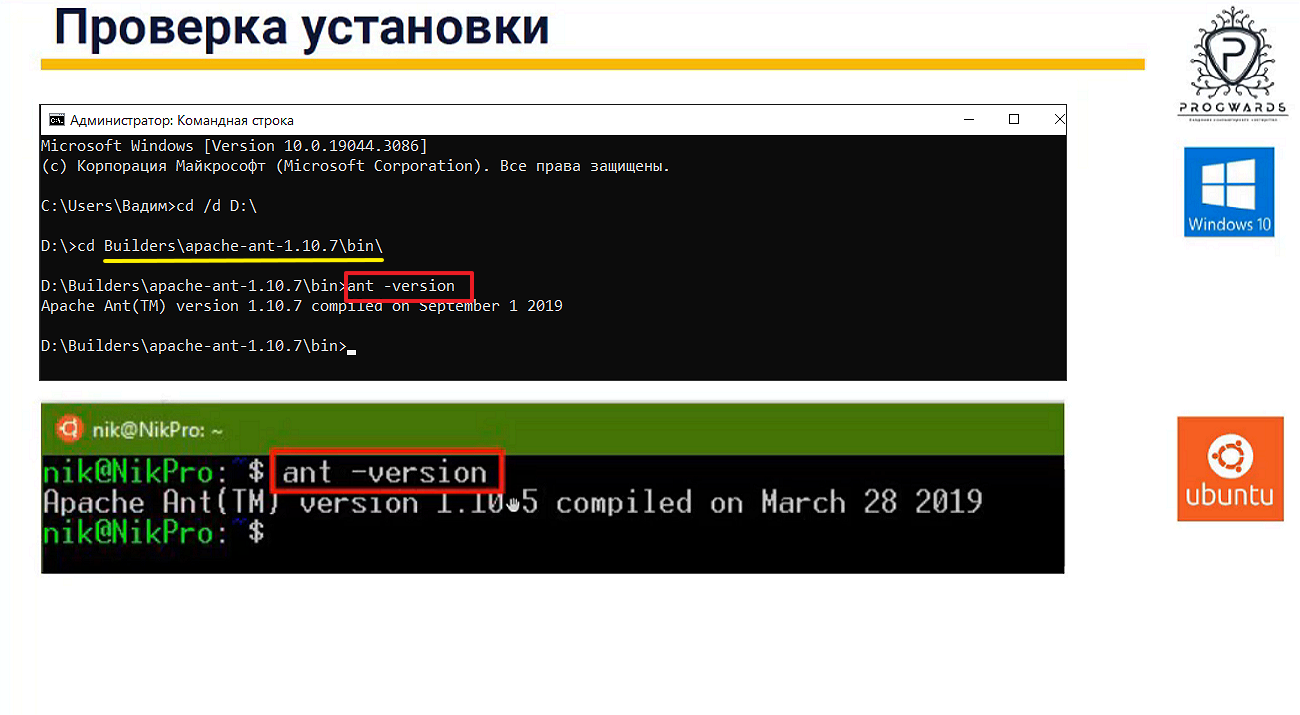 Проверка установки
PROGWARDS
Администратор: Командная строка
Microsoft Windows [Version 10.0.19044.3086]
(c) Корпорация Майкрософт (Microsoft Corporation). Все права защищены.
C:\Users\Вадим>cd /d D:\
D:\>cd Builders\apache-ant-1.10.7\bin\
D:\Builders\apache-ant-1.10.7\bin>ant -version
Apache Ant(TM) version 1.10.7 compiled on September 1 2019
D:\Builders\apache-ant-1.10.7\bin>
Windows 10
nik@NikPro: ~
nik@NikPro:~$ ant -version
Apache Ant(TM) version 1.10.5 compiled on March 28 2019
nik@NikPro:~$
ubuntu